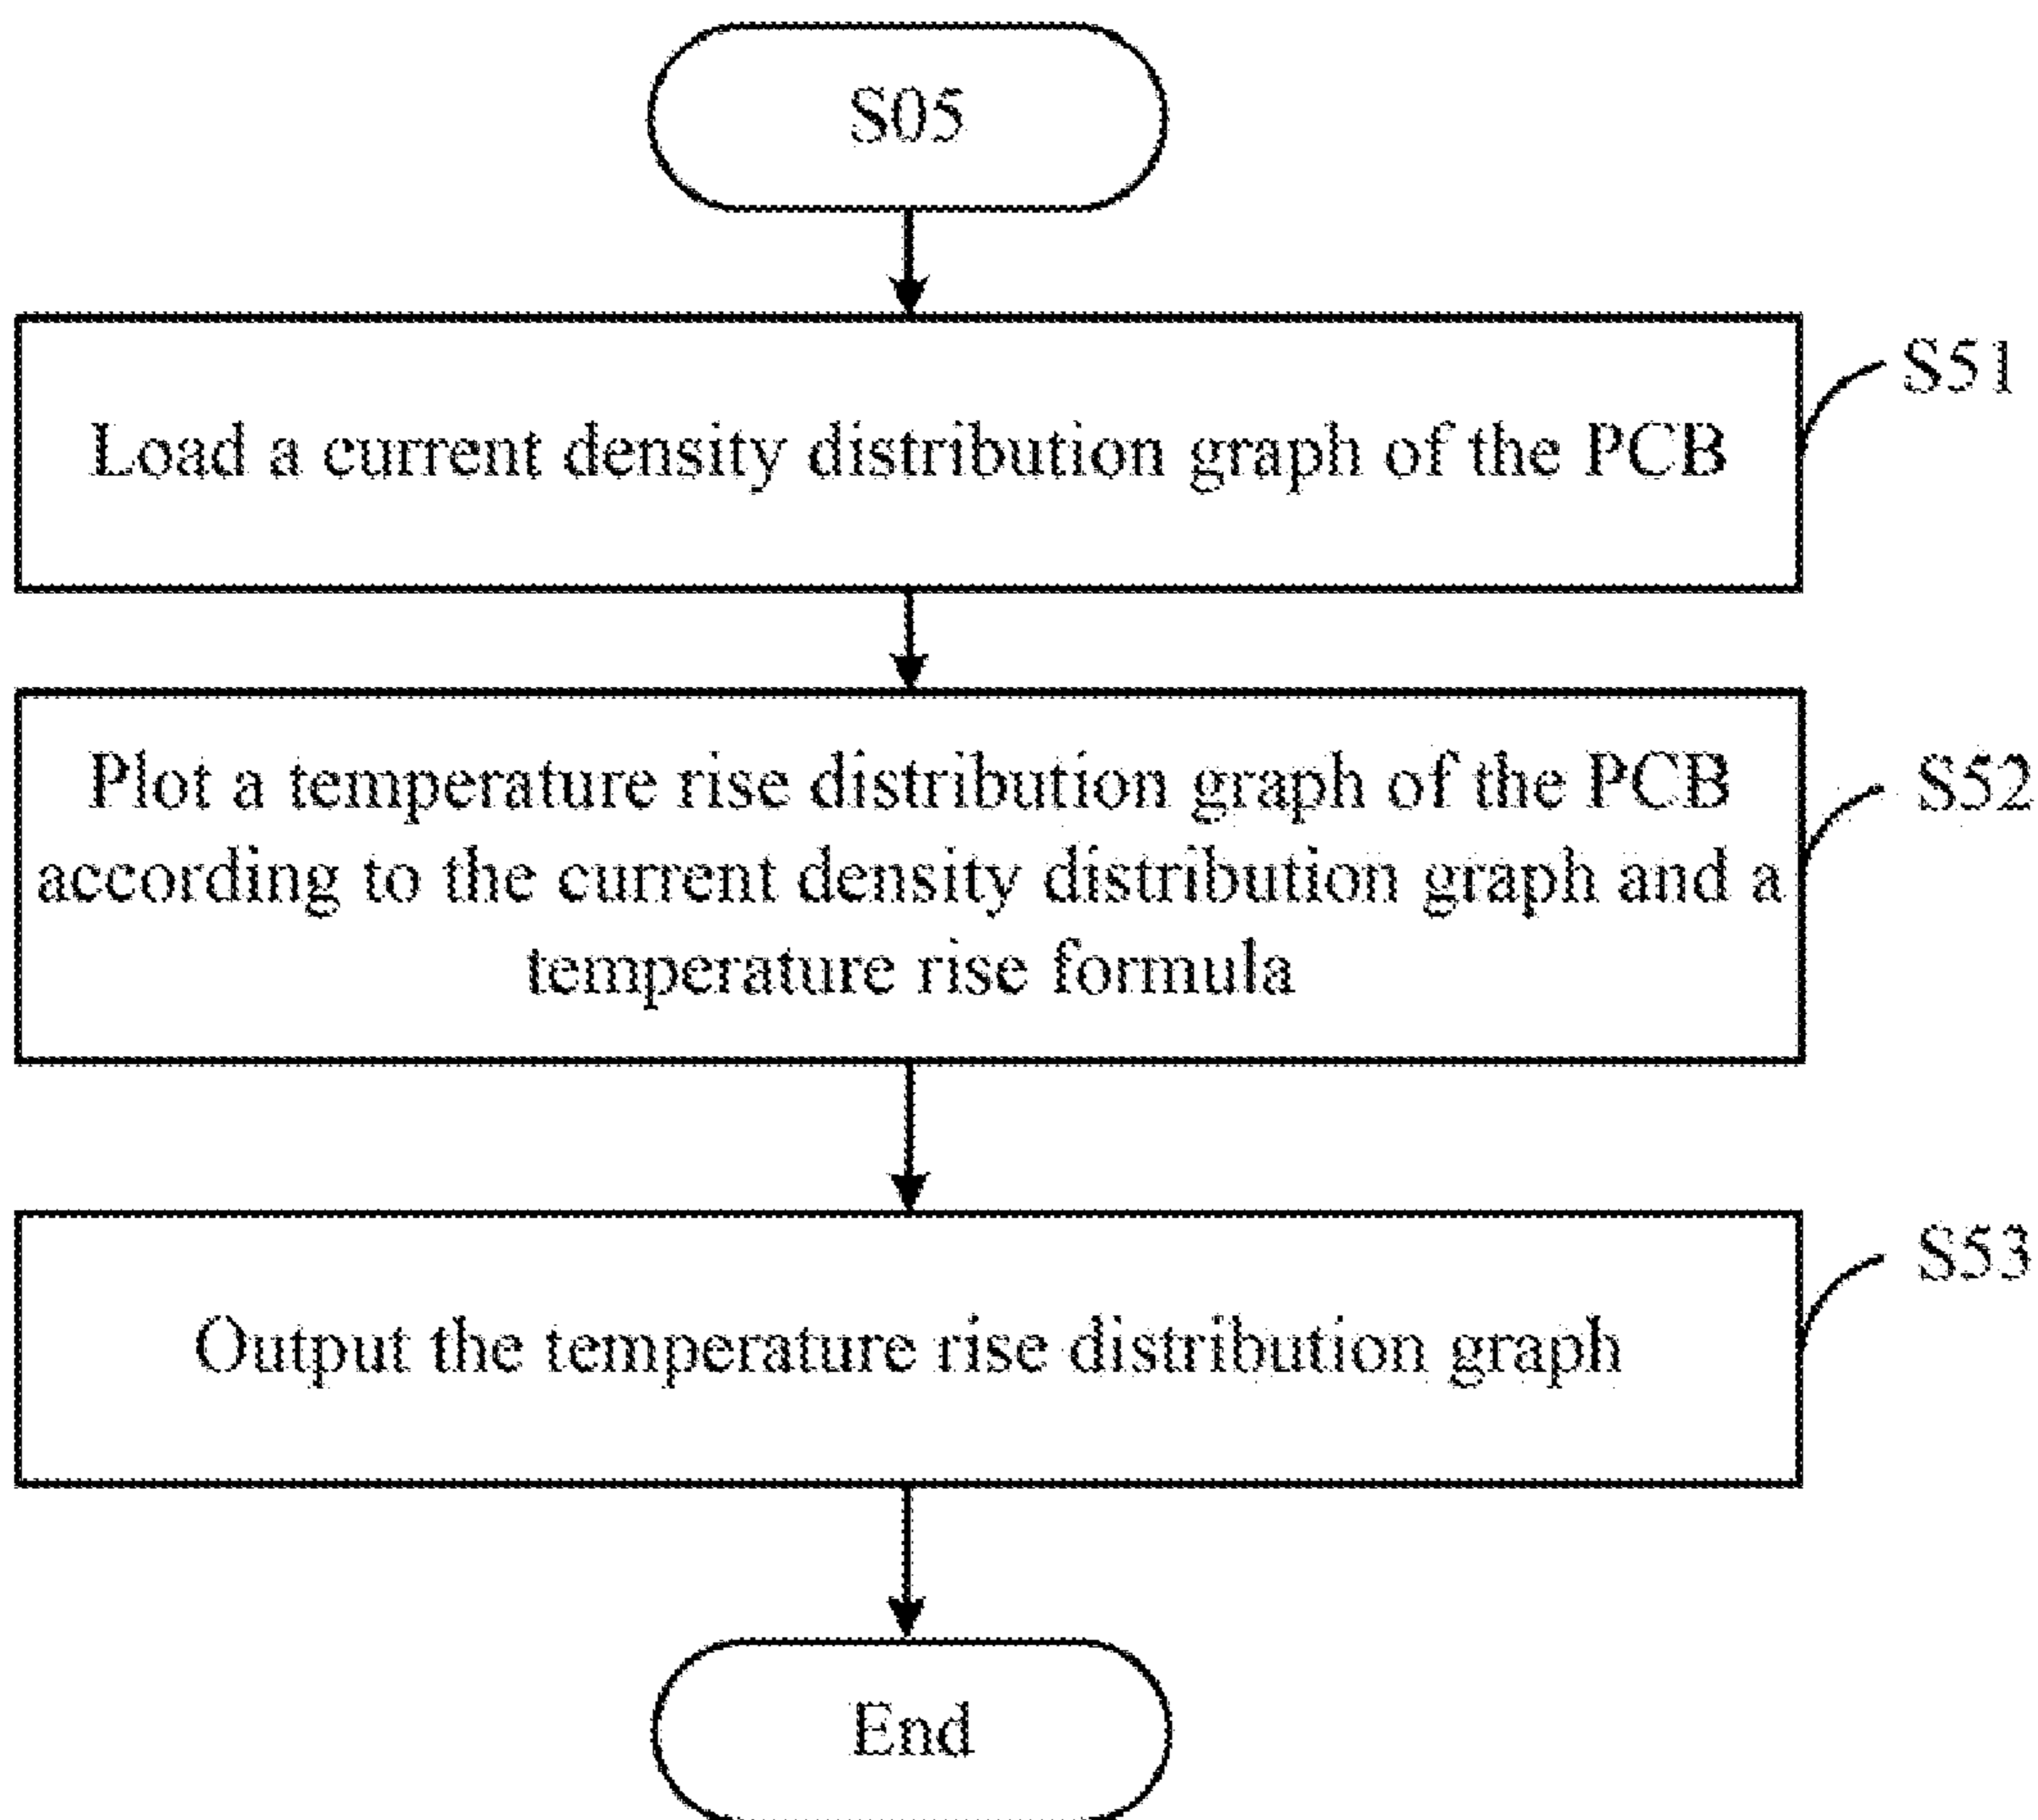 S05
S51
Load a current density distribution graph of the PCB
Plot a temperature rise distribution graph of the PCB
S52
according to the current density distribution graph and a
temperature rise formula
S53
Output the temperature rise distribution graph
End